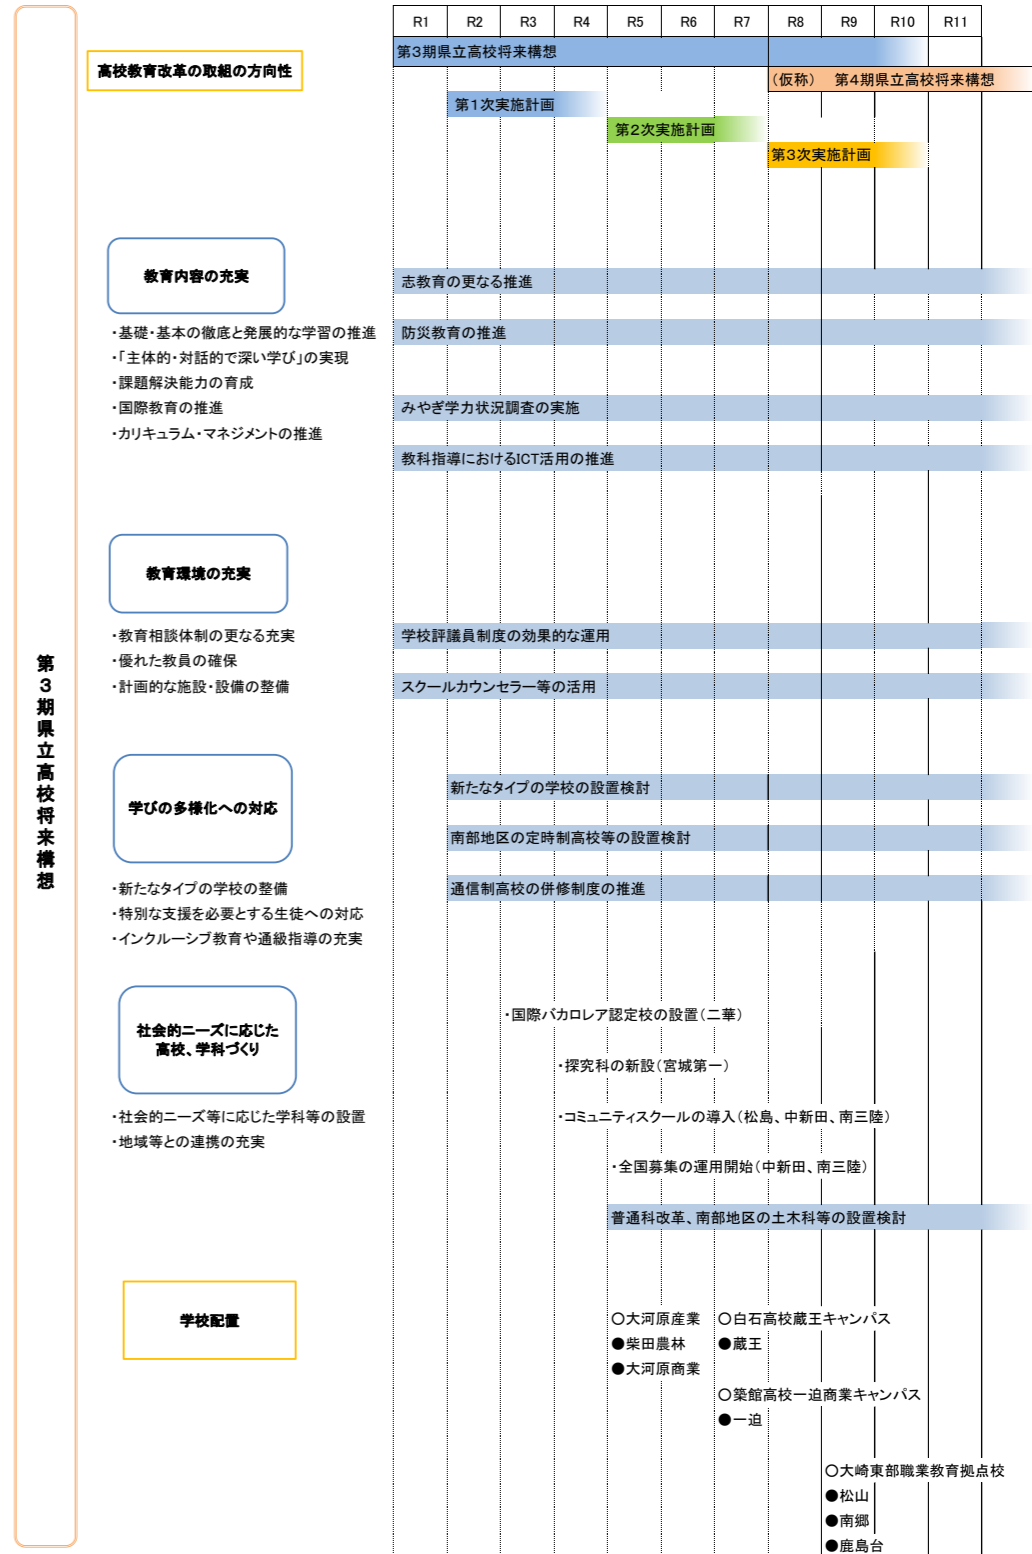 第3期県立高校将来構想
R1 R2 R3 R4 R5 R6 R7 R8 R9 R10 R11
高校教育改革の取組の方向性
第3期県立高校将来構想
(仮称) 第4期県立高校将来構想
第1次実施計画
第2次実施計画
第3次実施計画
教育内容の充実
・基礎・基本の徹底と発展的な学習の推進
・「主体的・対話的で深い学び」の実現
・課題解決能力の育成
・国際教育の推進
・カリキュラム・マネジメントの推進
志教育の更なる推進
防災教育の推進
みやぎ学力状況調査の実施
教科指導におけるICT活用の推進
教育環境の充実
・教育相談体制の更なる充実
・優れた教員の確保
・計画的な施設・設備の整備
学校評議員制度の効果的な運用
スクールカウンセラー等の活用
学びの多様化への対応
・新たなタイプの学校の整備
・特別な支援を必要とする生徒への対応
・インクルーシブ教育や通級指導の充実
新たなタイプの学校の設置検討
南部地区の定時制高校等の設置検討
通信制高校の併修制度の推進
社会的ニーズに応じた
高校、学科づくり
・社会的ニーズ等に応じた学科等の設置
・地域等との連携の充実
・国際バカロレア認定校の設置(二華)
・探究科の新設(宮城第一)
・コミュニティスクールの導入(松島、中新田、南三陸)
・全国募集の運用開始(中新田、南三陸)
普通科改革、南部地区の土木科等の設置検討
学校配置
○大河原産業
●柴田農林
●大河原商業
○白石高校蔵王キャンパス
●蔵王
○築館高校一迫商業キャンパス
●一迫
○大崎東部職業教育拠点校
●松山
●南郷
●鹿島台